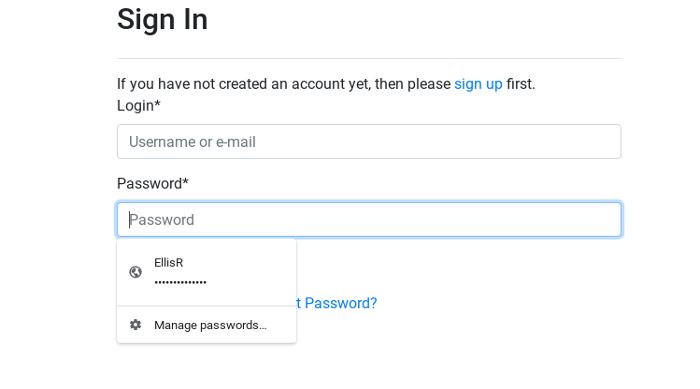 Sign In
If you have not created an account yet, then please sign up first.
Login*
Username or e-mail
Password*
Password
EllisR
••••••••••••••
t Password?
Manage passwords...